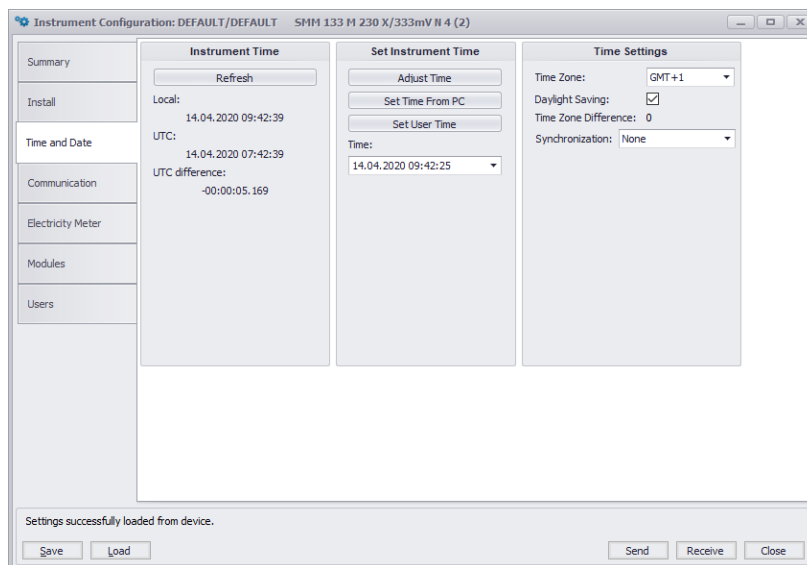 Instrument Configuration: DEFAULT/DEFAULT SMM 133 M 230 X/333mV N 4 (2)
Summary
Install
Time and Date
Communication
Electricity Meter
Modules
Users
Instrument Time
Refresh
Local:
14.04.2020 09:42:39
UTC:
14.04.2020 07:42:39
UTC difference:
-00:00:05.169
Set Instrument Time
Adjust Time
Set Time From PC
Set User Time
Time:
14.04.2020 09:42:25
Time Settings
Time Zone: GMT+1
Daylight Saving:
Time Zone Difference: 0
Synchronization: None
Settings successfully loaded from device.
Save Load Send Receive Close